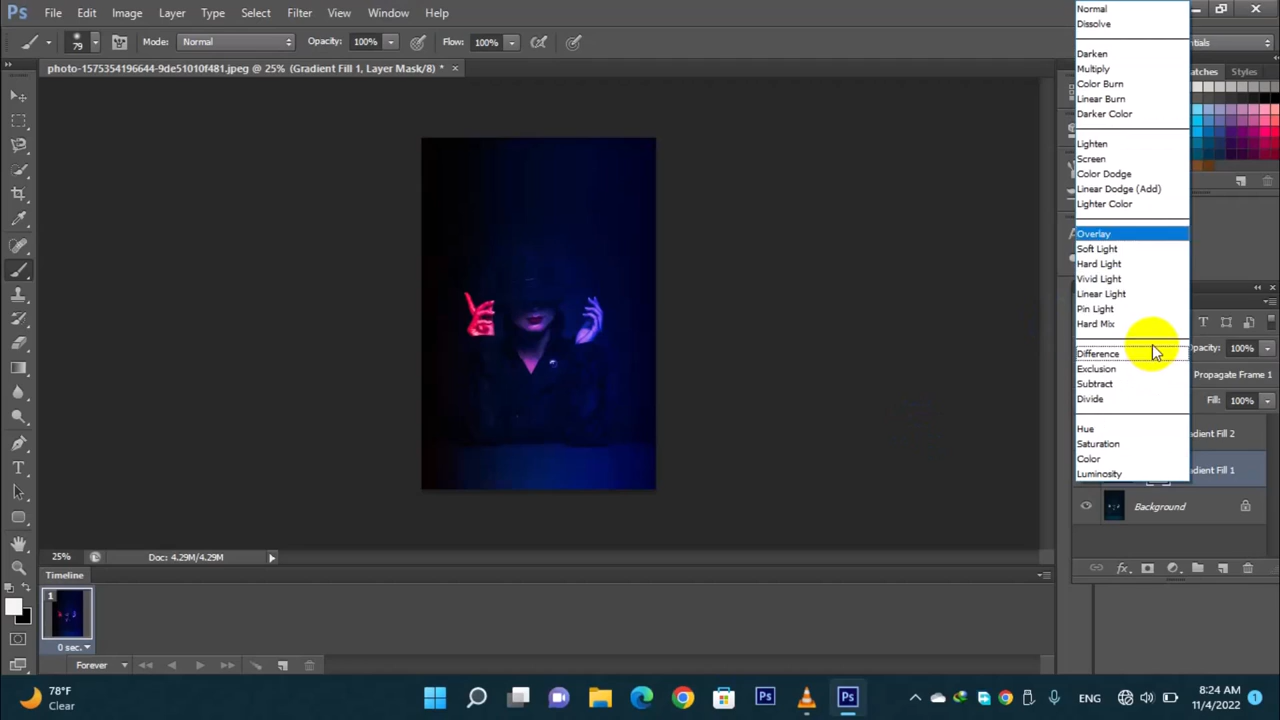 Ps File Edit Image Layer Type Select Filter View Window Help
79 Mode: Normal Opacity: 100% Flow: 100%
photo-1575354196644-9de51010f481.jpeg @ 25% (Gradient Fill 1, Layer Mask/8) *
Normal
Dissolve
Darken
Multiply
Color Burn
Linear Burn
Darker Color
Lighten
Screen
Color Dodge
Linear Dodge (Add)
Lighter Color
Overlay
Soft Light
Hard Light
Vivid Light
Linear Light
Pin Light
Hard Mix
Difference
Exclusion
Subtract
Divide
Hue
Saturation
Color
Luminosity
Styles
100%
Propagate Frame 1
Fill: 100%
Fill 2
Fill 1
Background
fx
25% Doc: 4.29M/4.29M
Timeline
1
0 sec.
Forever
78°F
Clear
Ps
Ps
ENG
8:24 AM
11/4/2022
1